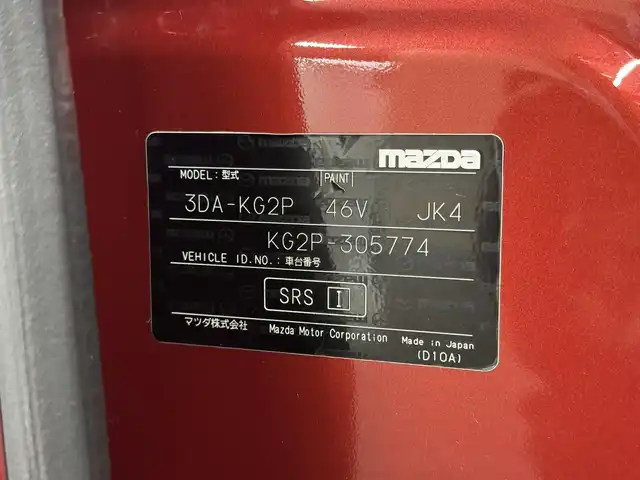 mazda
MODEL:型式 PAINT
3DA-KG2P 46V JK4
KG2P-305774
VEHICLE ID.NO.:車台番号
SRS I
マツダ株式会社 Mazda Motor Corporation Made in Japan
(D10A)